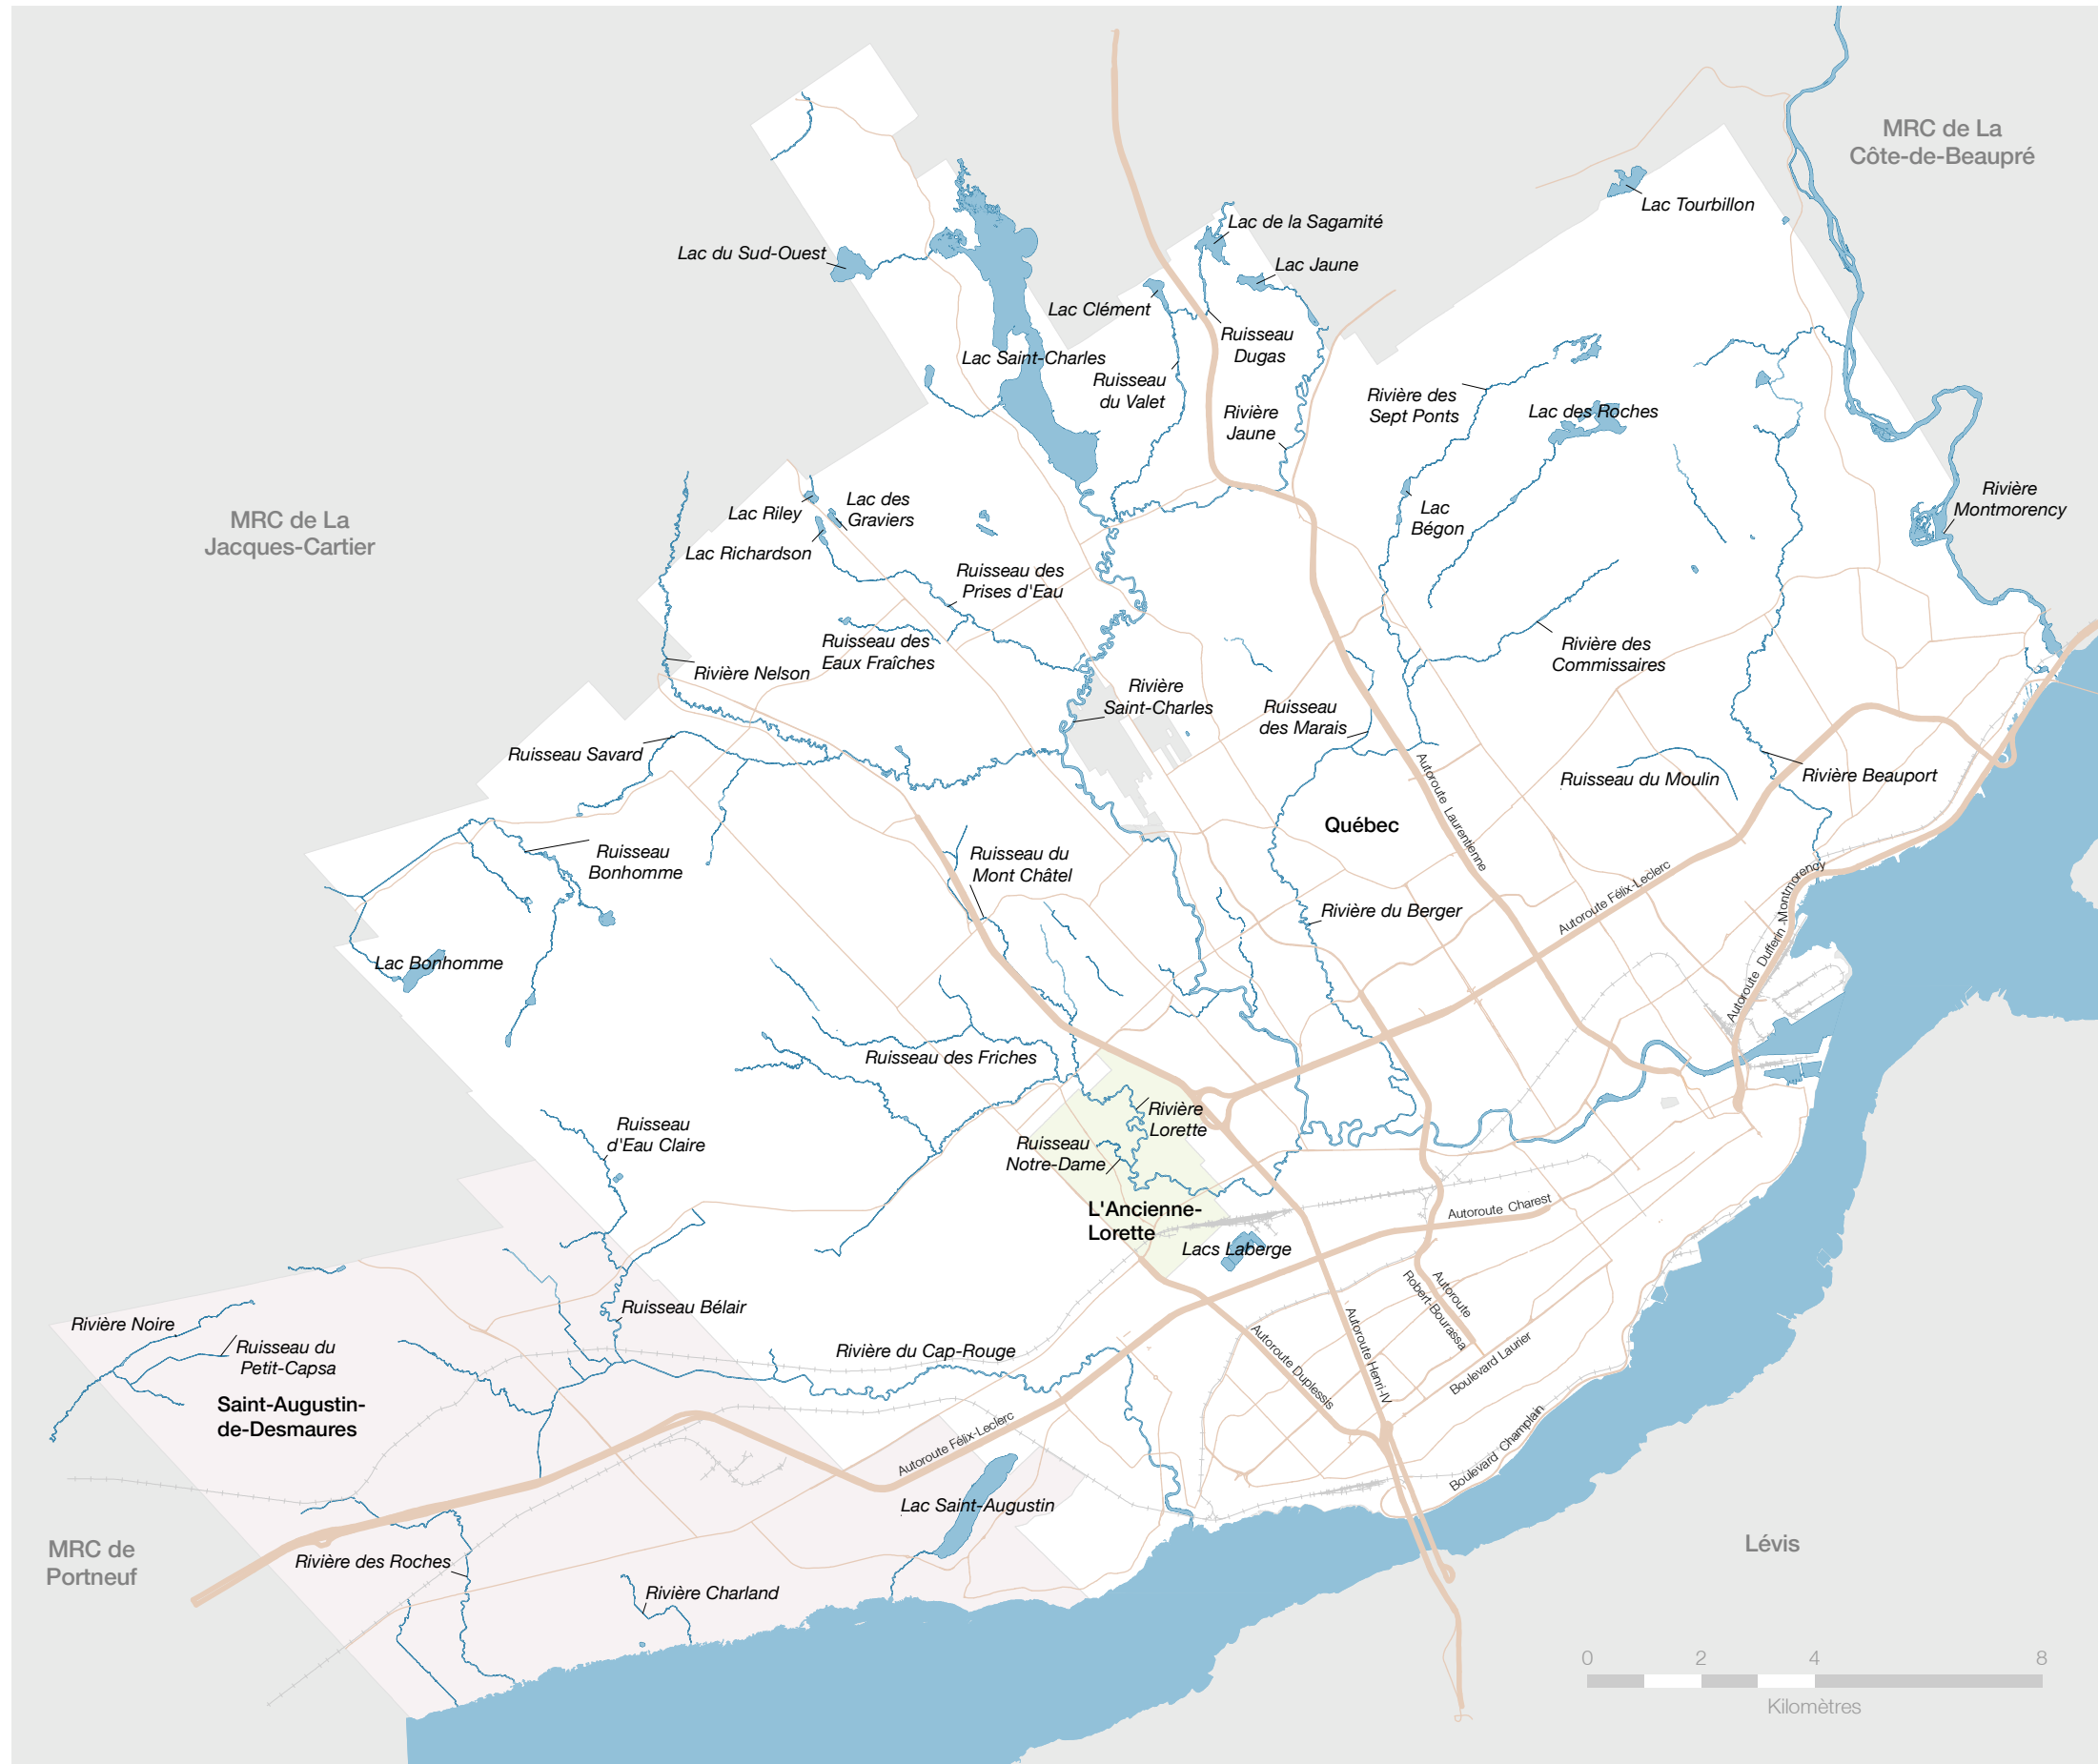 MRC de La
Côte-de-Beaupré
Lac Tourbillon
Lac de la Sagamité
Lac du Sud-Ouest
Lac Jaune
Lac Clément
Ruisseau
Dugas
Lac Saint-Charles
Ruisseau
du Valet
Rivière
Jaune
Rivière des
Sept Ponts
Lac des Roches
Lac des
Graviers
Lac Riley
Lac Richardson
Lac
Bégon
Rivière
Montmorency
MRC de La
Jacques-Cartier
Ruisseau des
Prises d'Eau
Ruisseau des
Eaux Fraîches
Rivière des
Commissaires
Rivière Nelson
Rivière
Saint-Charles
Ruisseau
des Marais
Ruisseau Savard
Ruisseau du Moulin
Rivière Beauport
Autoroute Laurentienne
Québec
Ruisseau
Bonhomme
Ruisseau du
Mont Châtel
Autoroute Félix-Leclerc
Autoroute Dufferin-Montmorency
Rivière du Berger
Lac Bonhomme
Ruisseau des Friches
Ruisseau
d'Eau Claire
Rivière
Lorette
Ruisseau
Notre-Dame
L'Ancienne-
Lorette
Autoroute Charest
Lacs Laberge
Autoroute
Robert-Bourassa
Ruisseau Bélair
Rivière Noire
Ruisseau du
Petit-Capsa
Rivière du Cap-Rouge
Autoroute Duplessis
Autoroute Henri-IV
Boulevard Laurier
Saint-Augustin-
de-Desmaures
Autoroute Félix-Leclerc
Boulevard Champlain
Lac Saint-Augustin
MRC de
Portneuf
Rivière des Roches
Rivière Charland
Lévis
0 2 4 8
Kilomètres